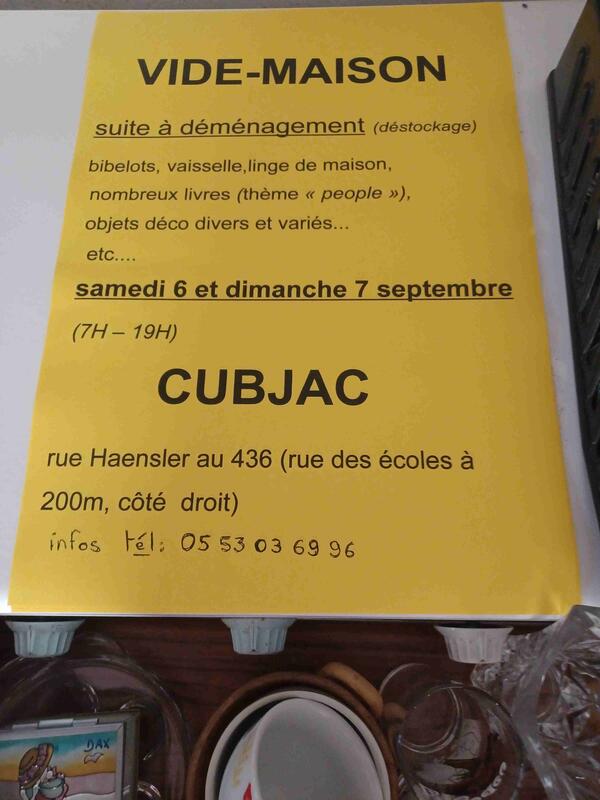 VIDE-MAISON
suite à déménagement (déstockage)
bibelots, vaisselle,linge de maison,
nombreux livres (thème « people »),
objets déco divers et variés...
etc....
samedi 6 et dimanche 7 septembre
(7H – 19H)
CUBJAC
rue Haensler au 436 (rue des écoles à
200m, côté droit)
infos tél: 05 53 03 69 96
DAX